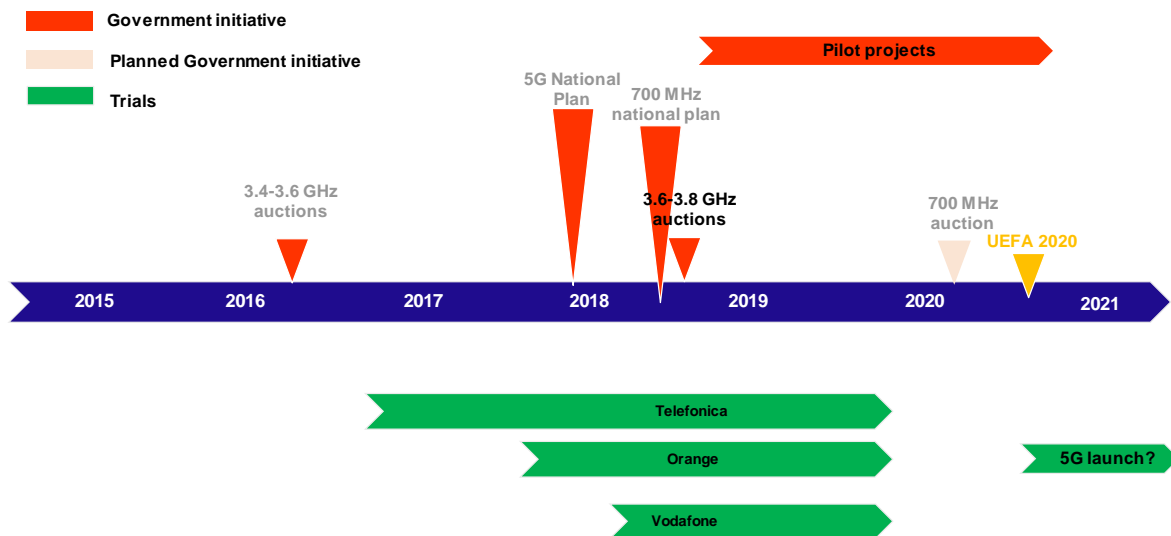 Government initiative
Planned Government initiative
Trials
Pilot projects
5G National
Plan
700 MHz
national plan
3.4-3.6 GHz
auctions
3.6-3.8 GHz
auctions
700 MHz
auction
UEFA 2020
2015
2016
2017
2018
2019
2020
2021
Telefonica
Orange
5G launch?
Vodafone